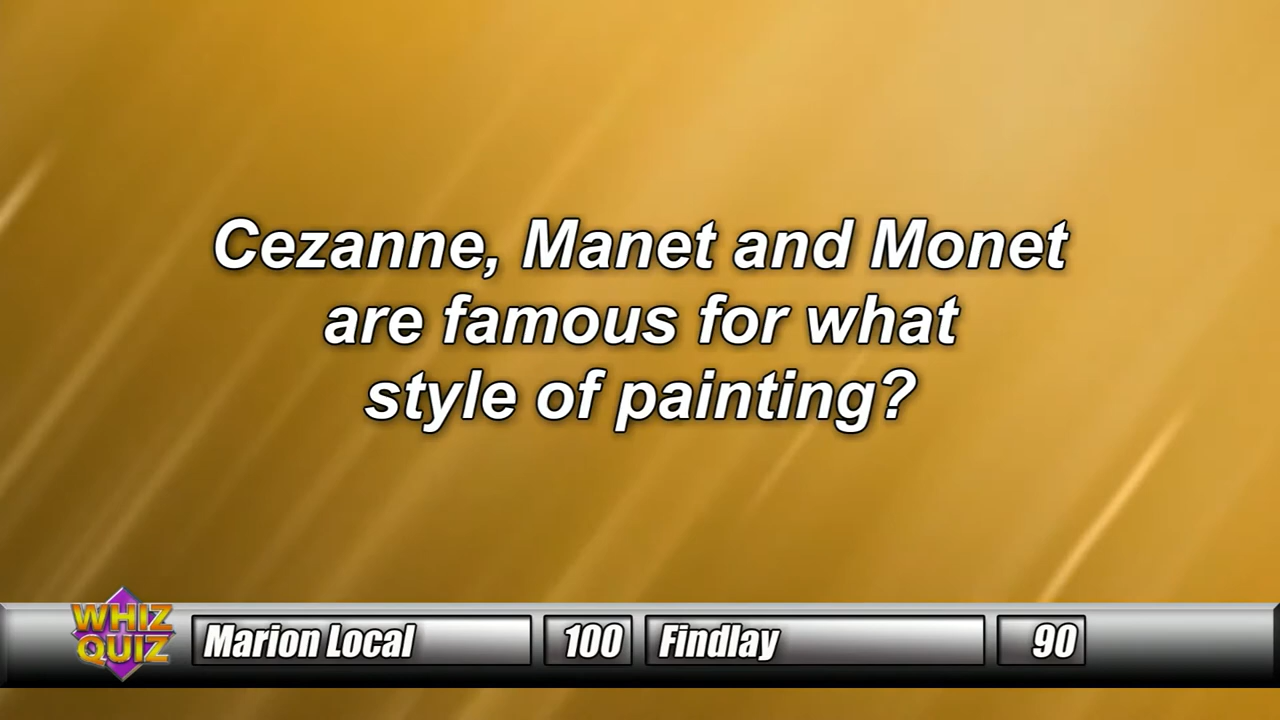 Cezanne, Manet and Monet
are famous for what
style of painting?
WHIZ
QUIZ
Marion Local 100 Findlay 90